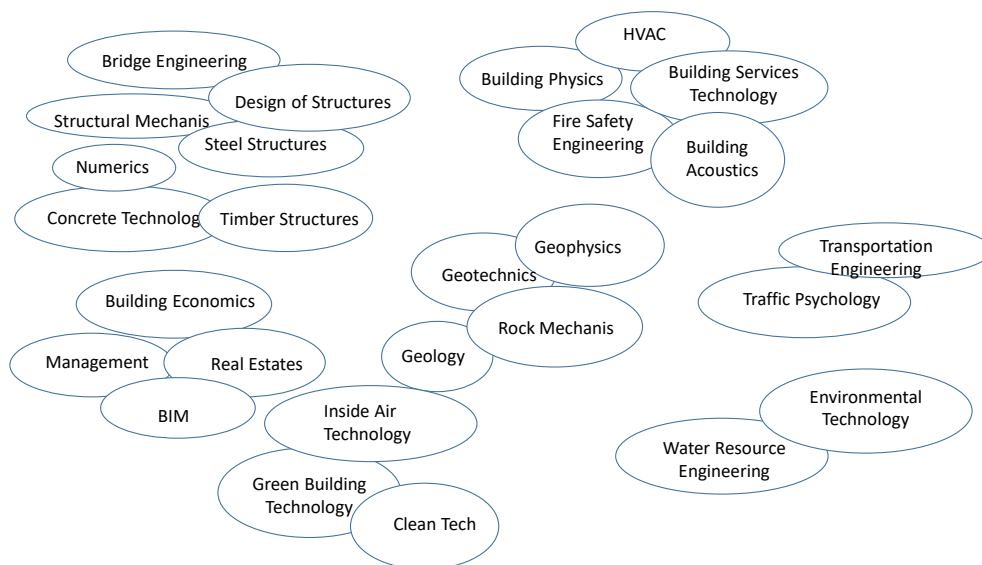 Bridge Engineering
Design of Structures
Structural Mechanis
Steel Structures
Numerics
Concrete Technolog
Timber Structures
HVAC
Building Physics
Building Services
Technology
Fire Safety
Engineering
Building
Acoustics
Geophysics
Geotechnics
Rock Mechanis
Geology
Transportation
Engineering
Traffic Psychology
Building Economics
Management
Real Estates
BIM
Inside Air
Technology
Green Building
Technology
Clean Tech
Environmental
Technology
Water Resource
Engineering